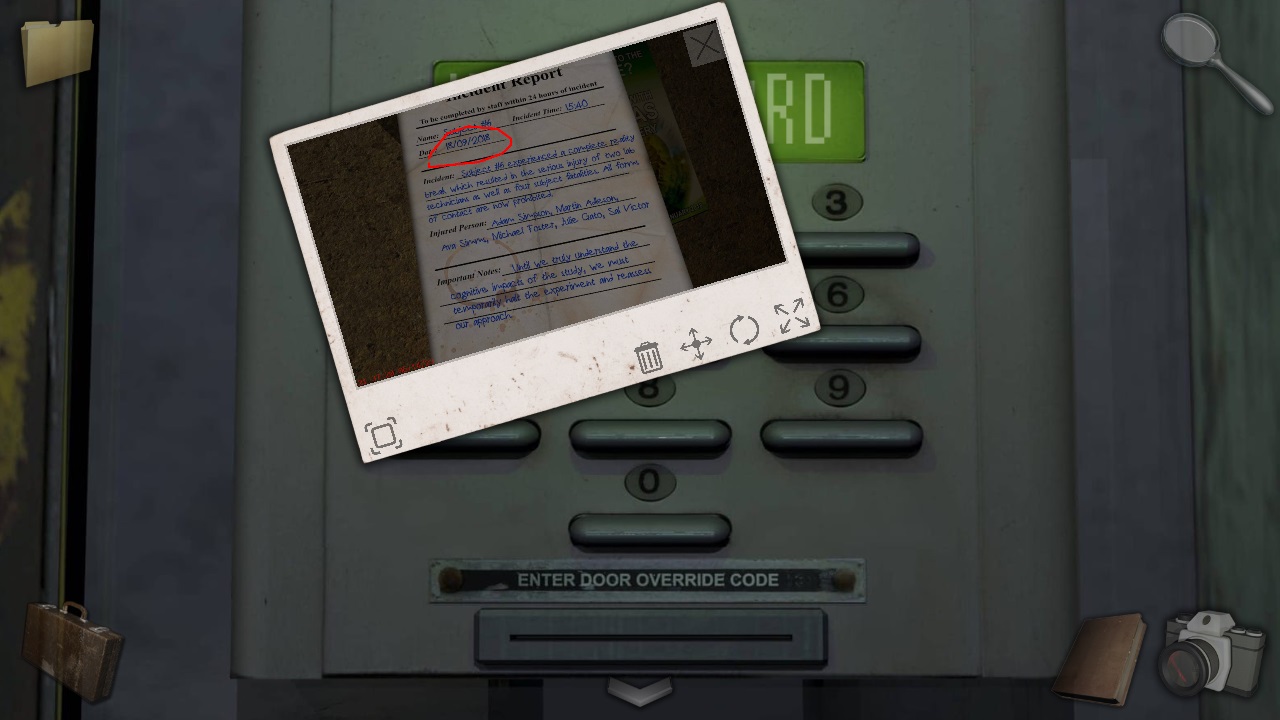 RD
Incident Report
To be completed by staff within 24 hours of incident
Name: Subject #6 Incident Time: 15:40
Date: 18/09/2018
Incident: Subject #6 experienced a complete reality
break which resulted in the serious injury of two lab
technicians as well as four subject fatalities. All forms
of contact are now prohibited.
Injured Person: Adam Simpson, Martin Adeson,
Ava Simms, Michael Foster, Julie Gato, Sal Victor
Important Notes: Until we truly understand the
cognitive impacts of the study, we must
temporarily halt the experiment and reassess
our approach.
3
6
8
9
0
ENTER DOOR OVERRIDE CODE